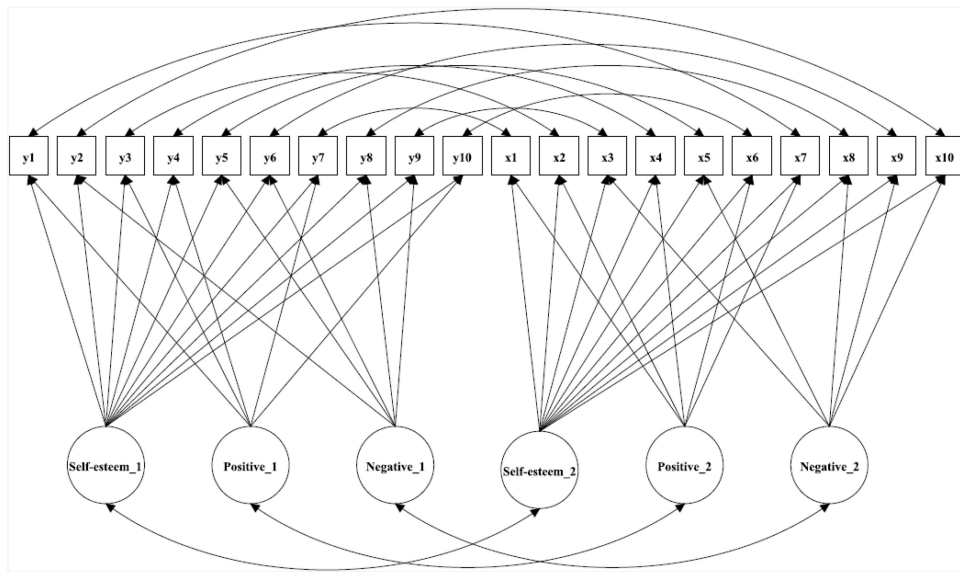 y1 y2 y3 y4 y5 y6 y7 y8 y9 y10 x1 x2 x3 x4 x5 x6 x7 x8 x9 x10
Self-esteem_1 Positive_1 Negative_1 Self-esteem_2 Positive_2 Negative_2